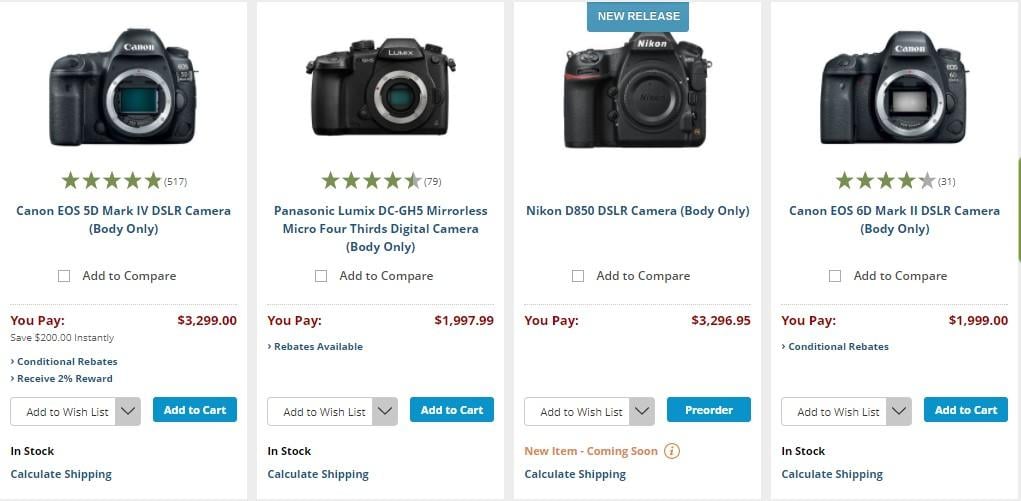 Canon
EOS
5D
(517)
Canon EOS 5D Mark IV DSLR Camera
(Body Only)
Add to Compare
You Pay: $3,299.00
Save $200.00 Instantly
› Conditional Rebates
› Receive 2% Reward
Add to Wish List
Add to Cart
In Stock
Calculate Shipping
LUMIX
GH5
(79)
Panasonic Lumix DC-GH5 Mirrorless
Micro Four Thirds Digital Camera
(Body Only)
Add to Compare
You Pay: $1,997.99
› Rebates Available
Add to Wish List
Add to Cart
In Stock
Calculate Shipping
NEW RELEASE
Nikon
Nikon
Nikon D850 DSLR Camera (Body Only)
Add to Compare
You Pay: $3,296.95
Add to Wish List
Preorder
New Item - Coming Soon
Calculate Shipping
Canon
EOS
6D
(31)
Canon EOS 6D Mark II DSLR Camera
(Body Only)
Add to Compare
You Pay: $1,999.00
› Conditional Rebates
Add to Wish List
Add to Cart
In Stock
Calculate Shipping